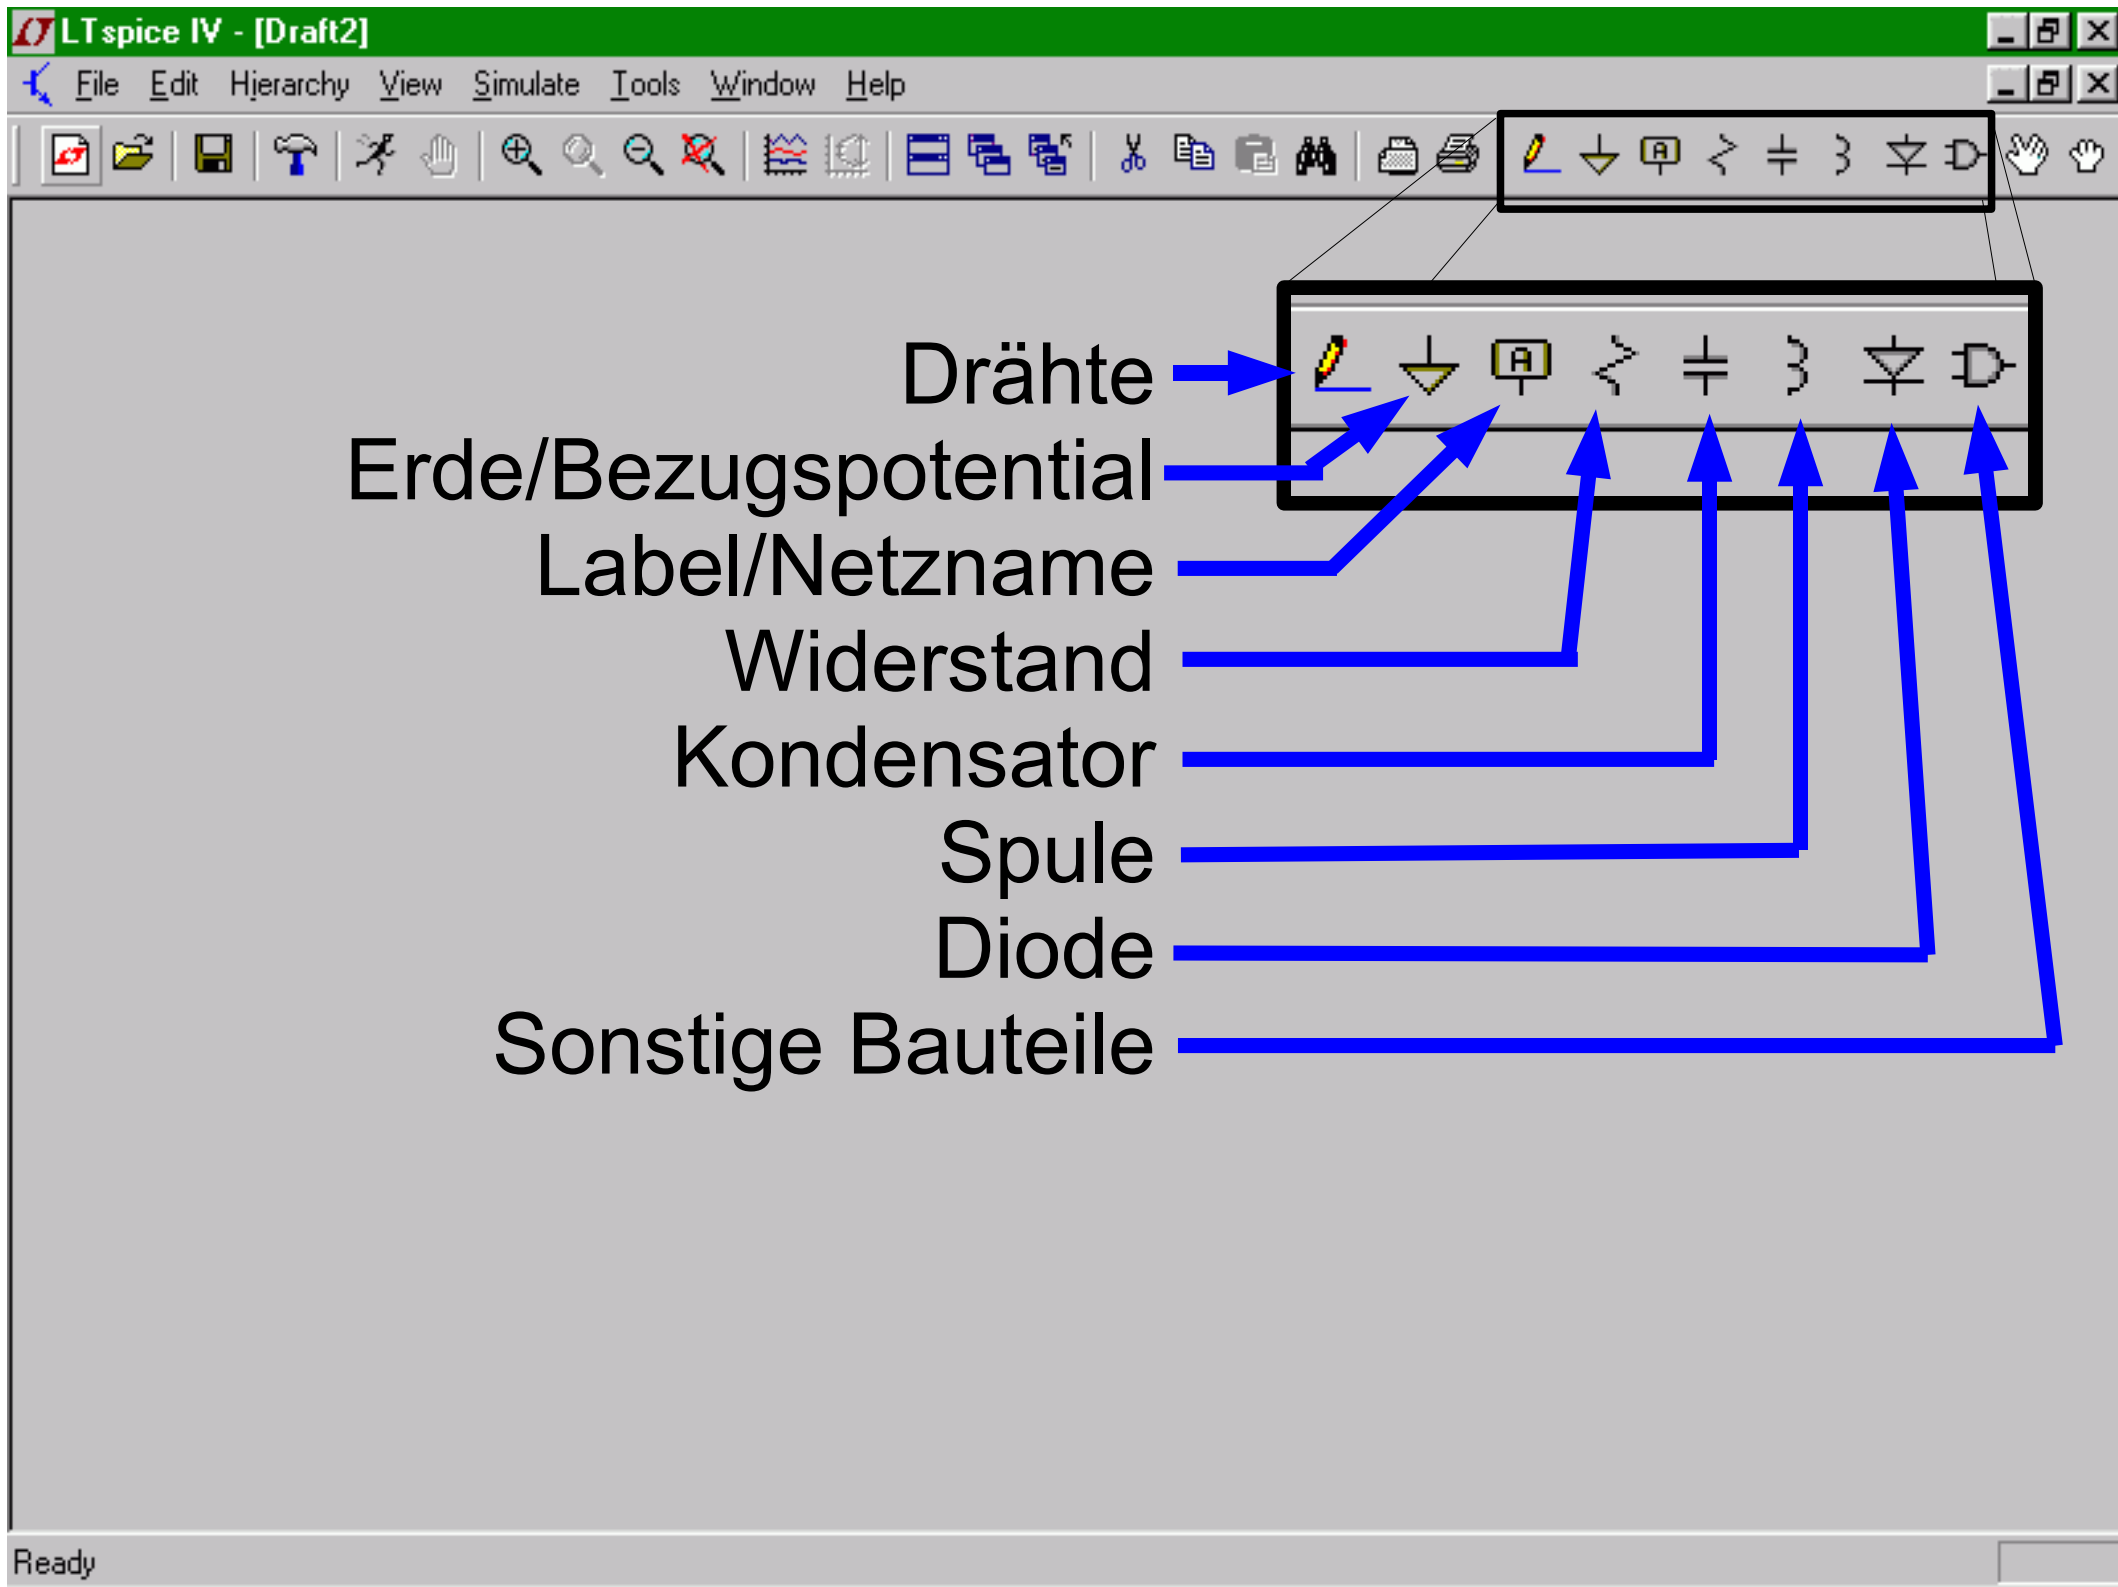 LTspice IV - [Draft2]
File Edit Hierarchy View Simulate Tools Window Help
A
A
Drähte
Erde/Bezugspotential
Label/Netzname
Widerstand
Kondensator
Spule
Diode
Sonstige Bauteile
Ready